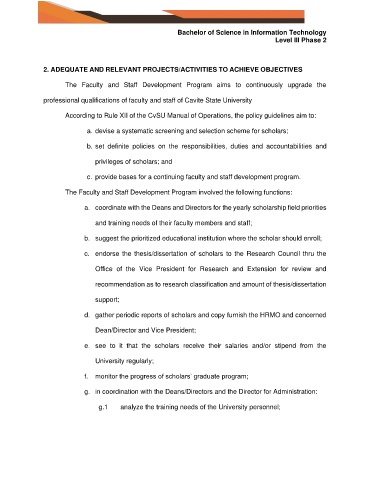 Bachelor of Science in Information Technology
Level III Phase 2
2. ADEQUATE AND RELEVANT PROJECTS/ACTIVITIES TO ACHIEVE OBJECTIVES
The Faculty and Staff Development Program aims to continuously upgrade the
professional qualifications of faculty and staff of Cavite State University
According to Rule XII of the CvSU Manual of Operations, the policy guidelines aim to:
a. devise a systematic screening and selection scheme for scholars;
b. set definite policies on the responsibilities, duties and accountabilities and
privileges of scholars; and
c. provide bases for a continuing faculty and staff development program.
The Faculty and Staff Development Program involved the following functions:
a. coordinate with the Deans and Directors for the yearly scholarship field priorities
and training needs of their faculty members and staff;
b. suggest the prioritized educational institution where the scholar should enroll;
c. endorse the thesis/dissertation of scholars to the Research Council thru the
Office of the Vice President for Research and Extension for review and
recommendation as to research classification and amount of thesis/dissertation
support;
d. gather periodic reports of scholars and copy furnish the HRMO and concerned
Dean/Director and Vice President;
e. see to it that the scholars receive their salaries and/or stipend from the
University regularly;
f. monitor the progress of scholars' graduate program;
g. in coordination with the Deans/Directors and the Director for Administration:
g.1 analyze the training needs of the University personnel;